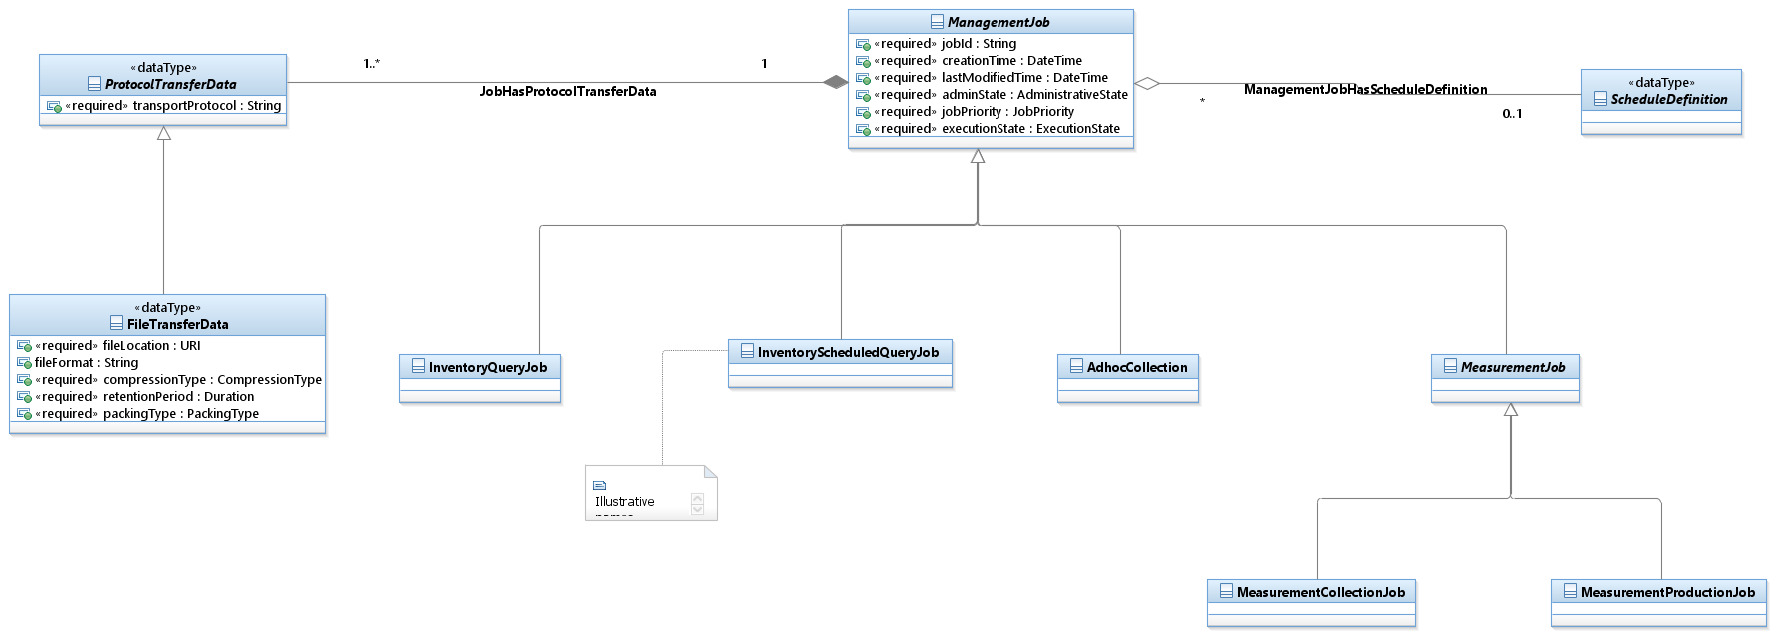 ManagementJob
«required» jobId : String
«required» creationTime : DateTime
«required» lastModifiedTime : DateTime
«required» adminState : AdministrativeState
«required» jobPriority : JobPriority
«required» executionState : ExecutionState
«dataType»
ProtocolTransferData
«required» transportProtocol : String
1..*
1
JobHasProtocolTransferData
*
ManagementJobHasScheduleDefinition
0..1
«dataType»
ScheduleDefinition
«dataType»
FileTransferData
«required» fileLocation : URI
fileFormat : String
«required» compressionType : CompressionType
«required» retentionPeriod : Duration
«required» packingType : PackingType
InventoryQueryJob
InventoryScheduledQueryJob
AdhocCollection
MeasurementJob
Illustrative
MeasurementCollectionJob
MeasurementProductionJob